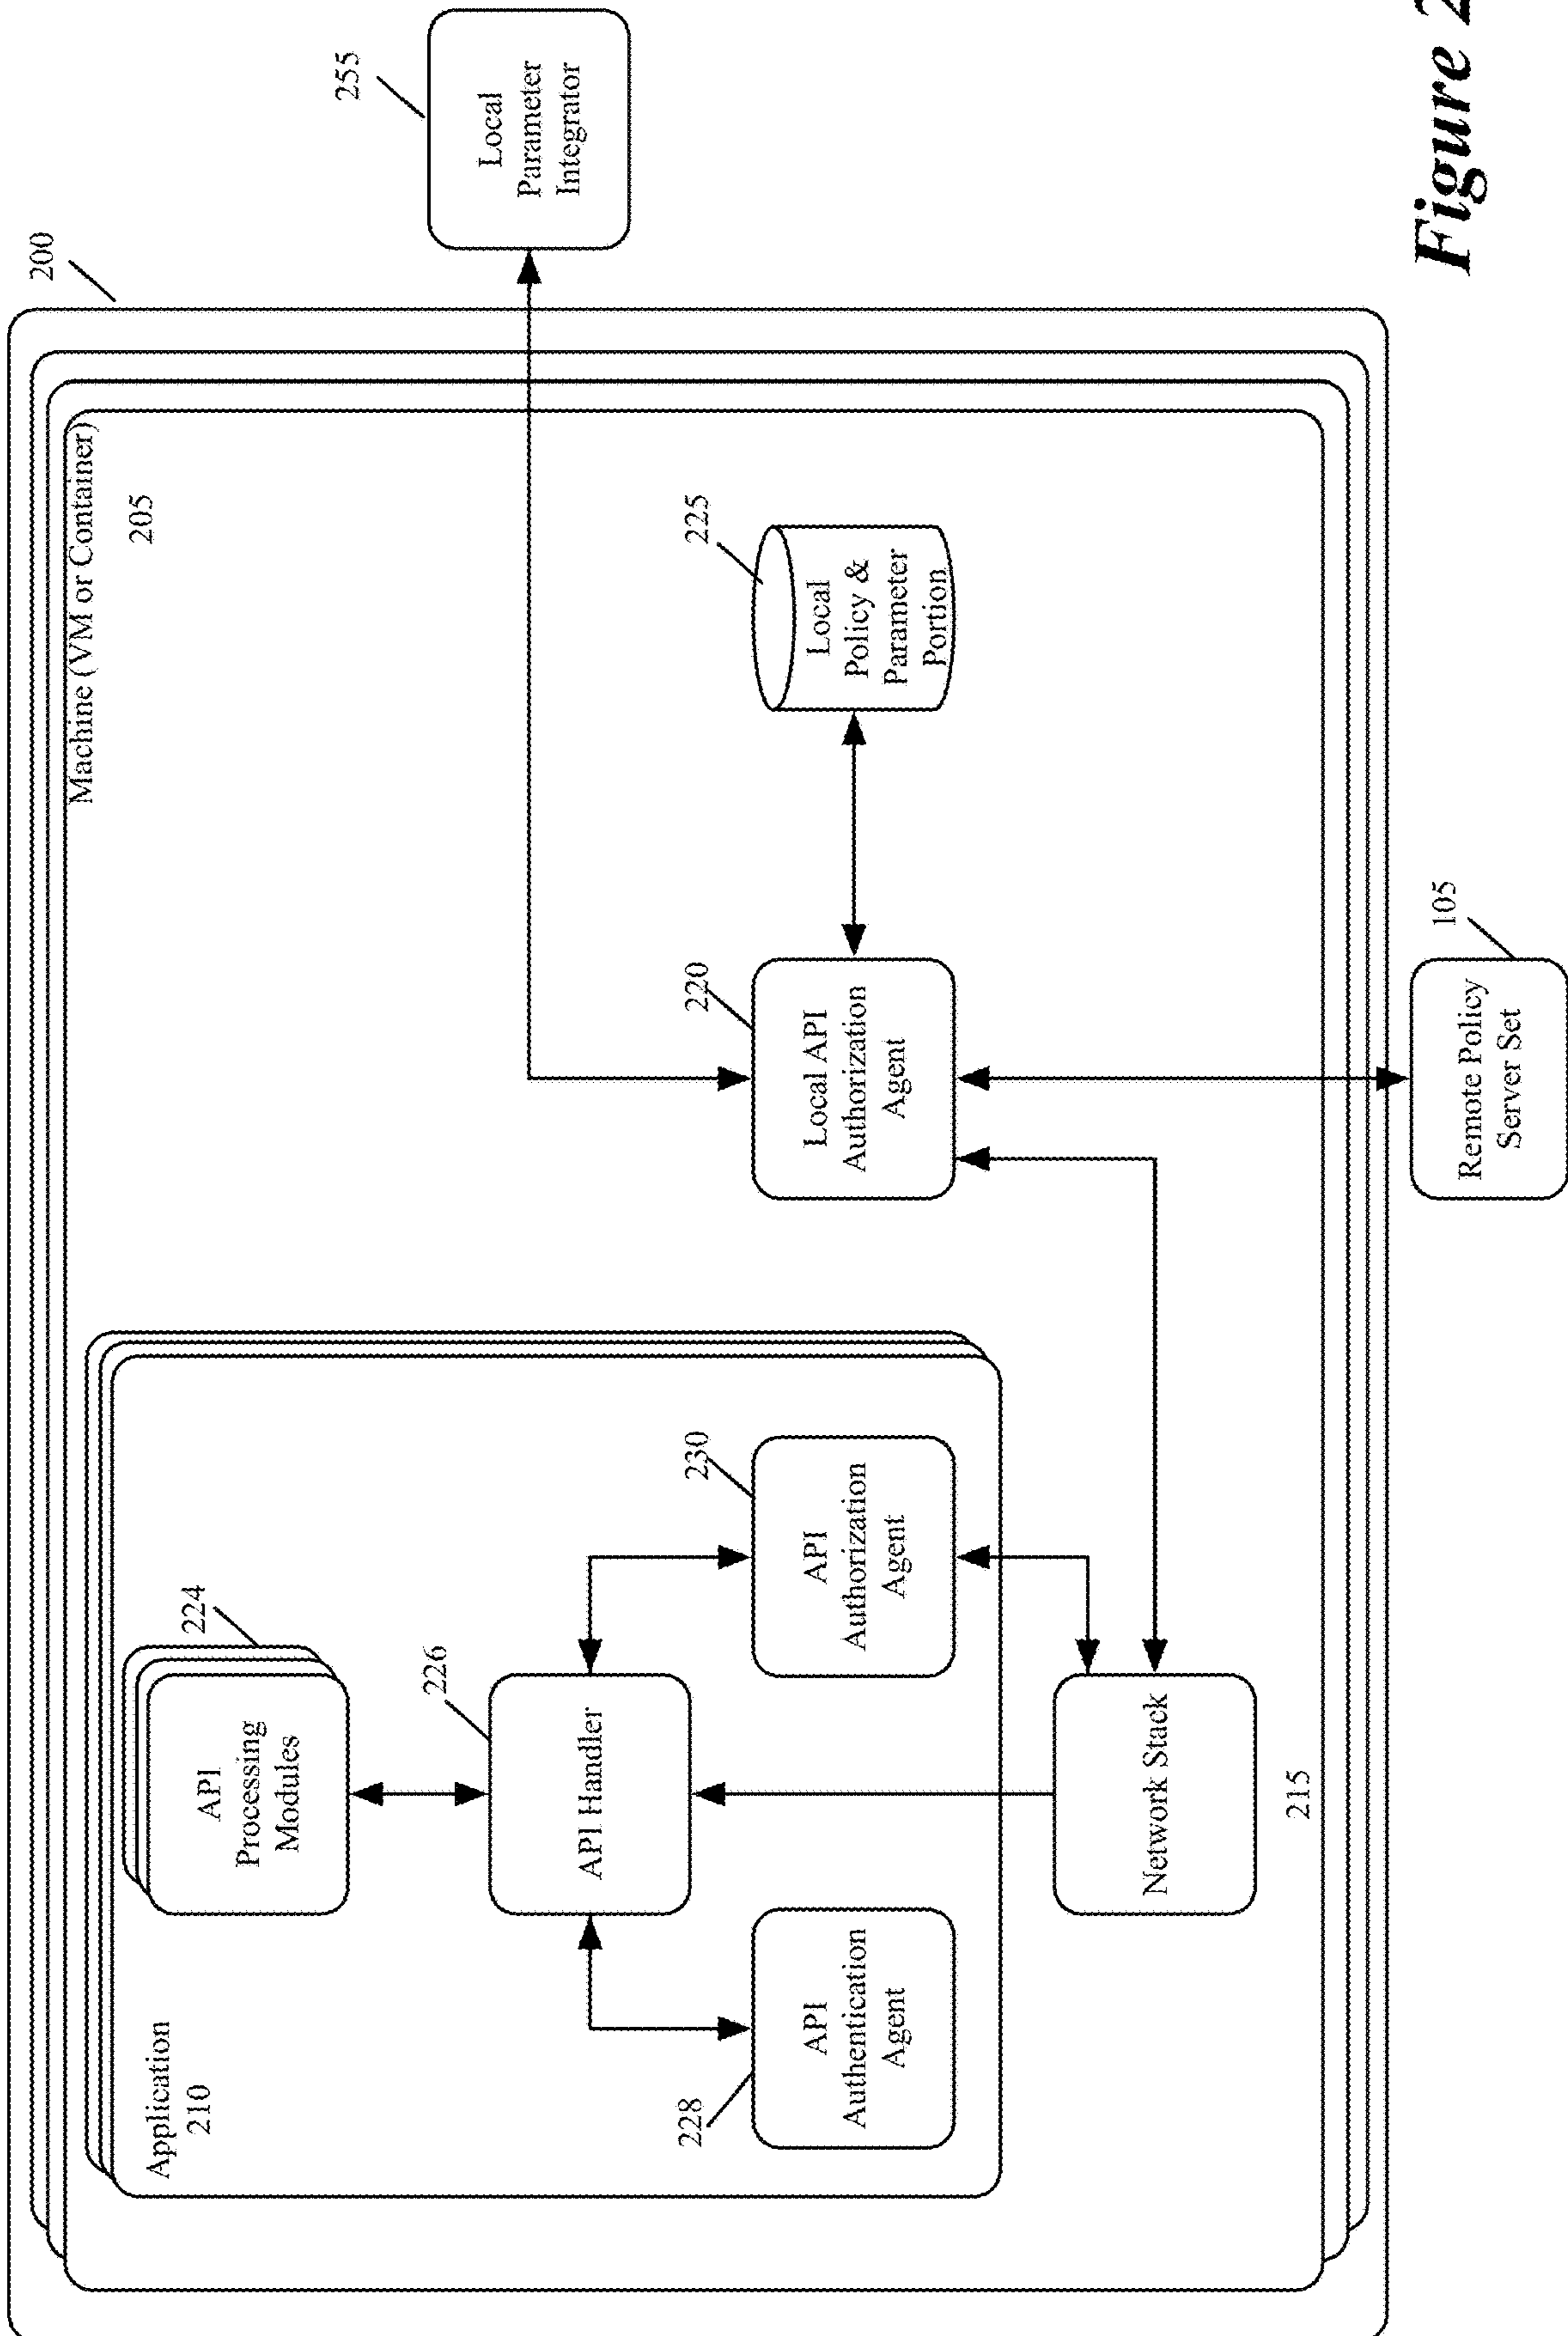 200
Machine (VM or Container)
205
255
Local
Parameter
Integrator
Application
210
API
Processing
Modules
224
API Handler
226
API
Authentication
Agent
228
API
Authorization
Agent
230
Local API
Authorization
Agent
220
Local
Policy &
Parameter
Portion
225
Network Stack
215
Remote Policy
Server Set
105
Figure 2